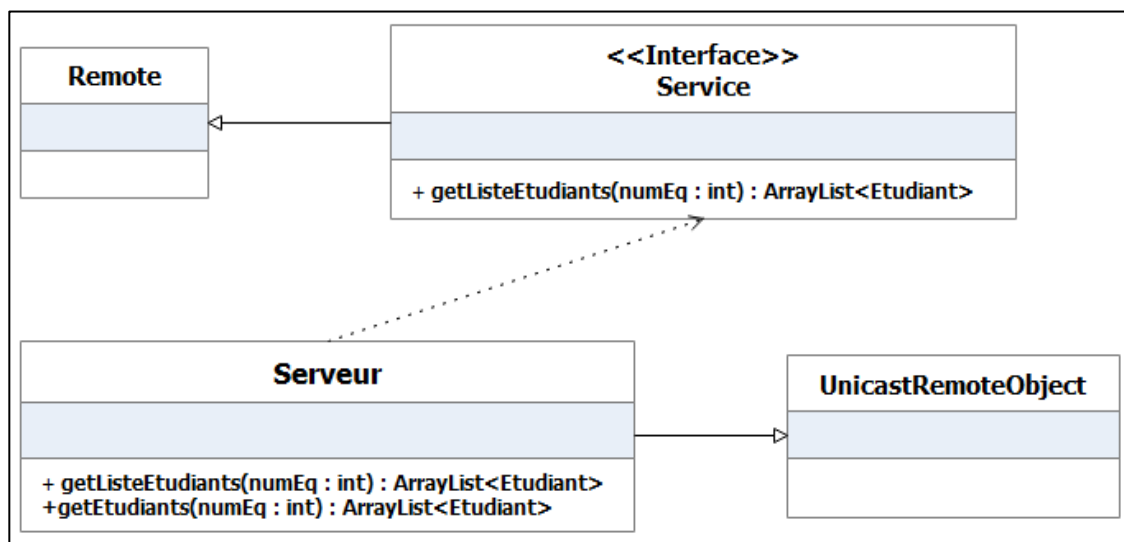 Remote
<<Interface>>
Service
+ getListeEtudiants(numEq : int) : ArrayList<Etudiant>
Serveur
+ getListeEtudiants(numEq : int) : ArrayList<Etudiant>
+getEtudiants(numEq : int) : ArrayList<Etudiant>
UnicastRemoteObject